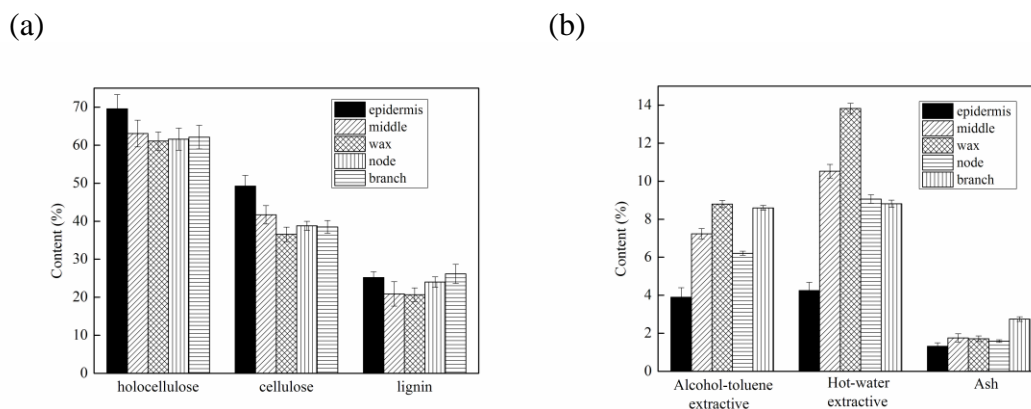 (a)
(b)
70
60
50
40
30
20
10
0
Content (%)
epidermis
middle
wax
node
branch
holocellulose
cellulose
lignin
14
12
10
8
6
4
2
0
Content (%)
epidermis
middle
wax
node
branch
Alcohol-toluene
extractive
Hot-water
extractive
Ash